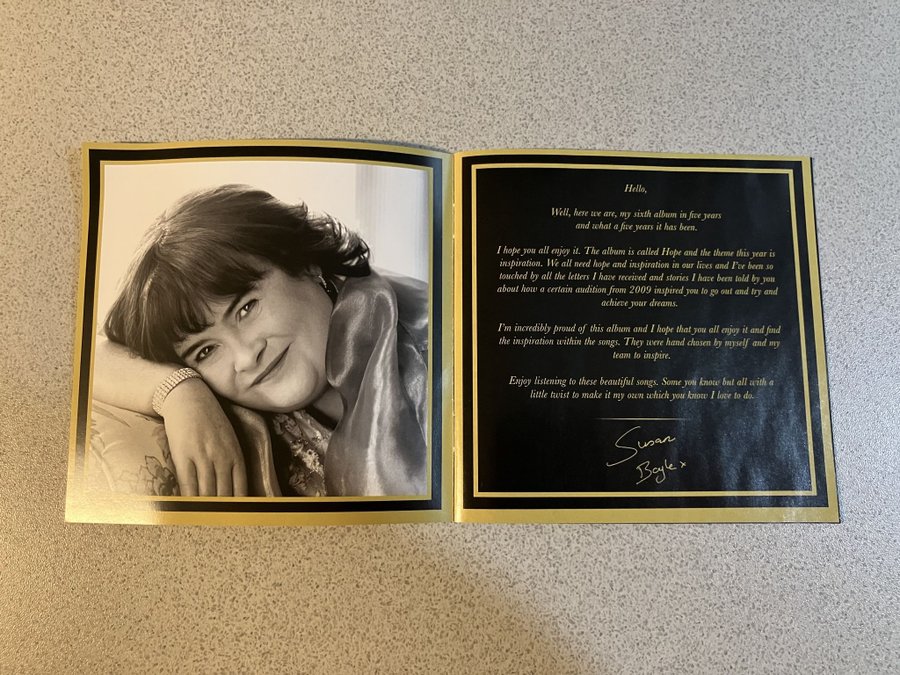 Hello,
Well, here we are, my sixth album in five years
and what a five years it has been.
I hope you all enjoy it. The album is called Hope and the theme this year is
inspiration. We all need hope and inspiration in our lives and I've been so
touched by all the letters I have received and stories I have been told by you
about how a certain audition from 2009 inspired you to go out and try and
achieve your dreams.
I'm incredibly proud of this album and I hope that you all enjoy it and find
the inspiration within the songs. They were hand chosen by myself and my
team to inspire.
Enjoy listening to these beautiful songs. Some you know but all with a
little twist to make it my own which you know I love to do.
Susan
Boyle x